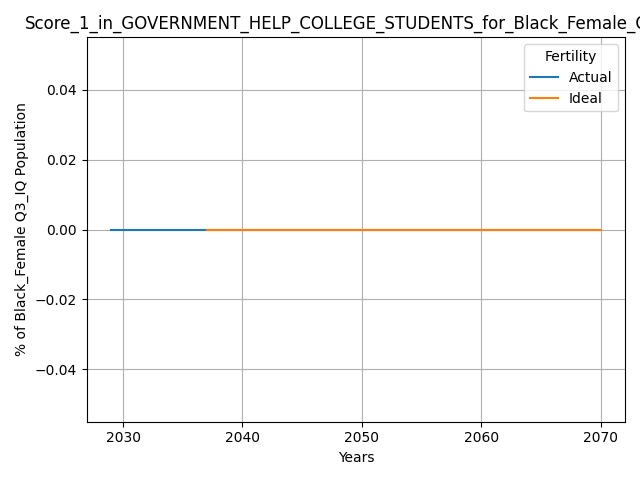 Score_1_in_GOVERNMENT_HELP_COLLEGE_STUDENTS_for_Black_Female_
Fertility
Actual
Ideal
0.04
0.02
0.00
−0.02
−0.04
% of Black_Female Q3_IQ Population
2030
2040
2050
2060
2070
Years